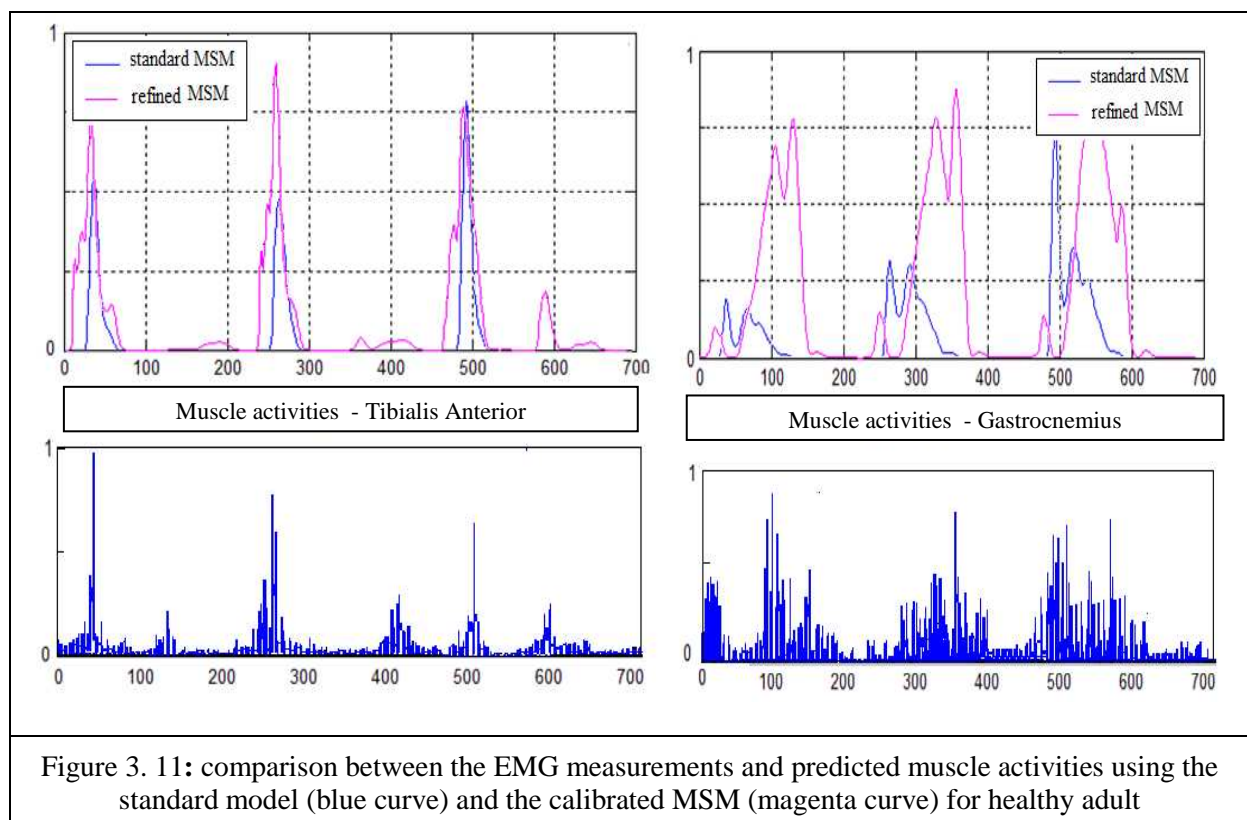 1
standard MSM
refined MSM
0
0 100 200 300 400 500 600 700
Muscle activities - Tibialis Anterior
1
standard MSM
refined MSM
0
0 100 200 300 400 500 600 700
Muscle activities - Gastrocnemius
1
0
0 100 200 300 400 500 600 700
1
0
0 100 200 300 400 500 600 700
Figure 3. 11: comparison between the EMG measurements and predicted muscle activities using the
standard model (blue curve) and the calibrated MSM (magenta curve) for healthy adult